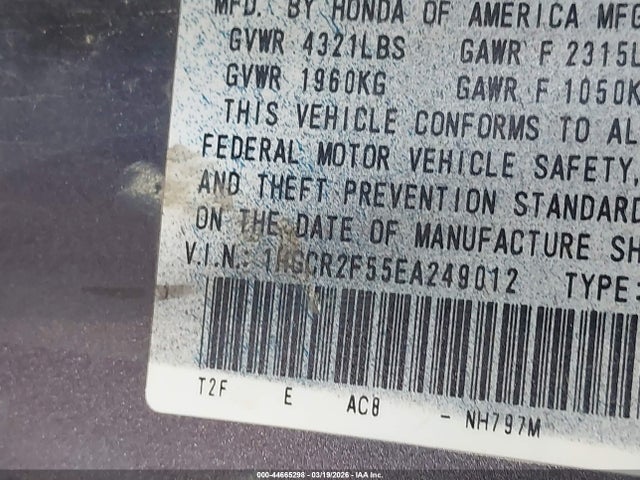 MFD. BY HONDA OF AMERICA MFG
GVWR 4321LBS GAWR F 2315L
GVWR 1960KG GAWR F 1050K
THIS VEHICLE CONFORMS TO AL
FEDERAL MOTOR VEHICLE SAFETY,
AND THEFT PREVENTION STANDARD
ON THE DATE OF MANUFACTURE SH
V.I.N.: 1HGCR2F55EA249012 TYPE:
T2F E AC8 - NH797M
000-44665298 - 03/19/2026 - IAA Inc.